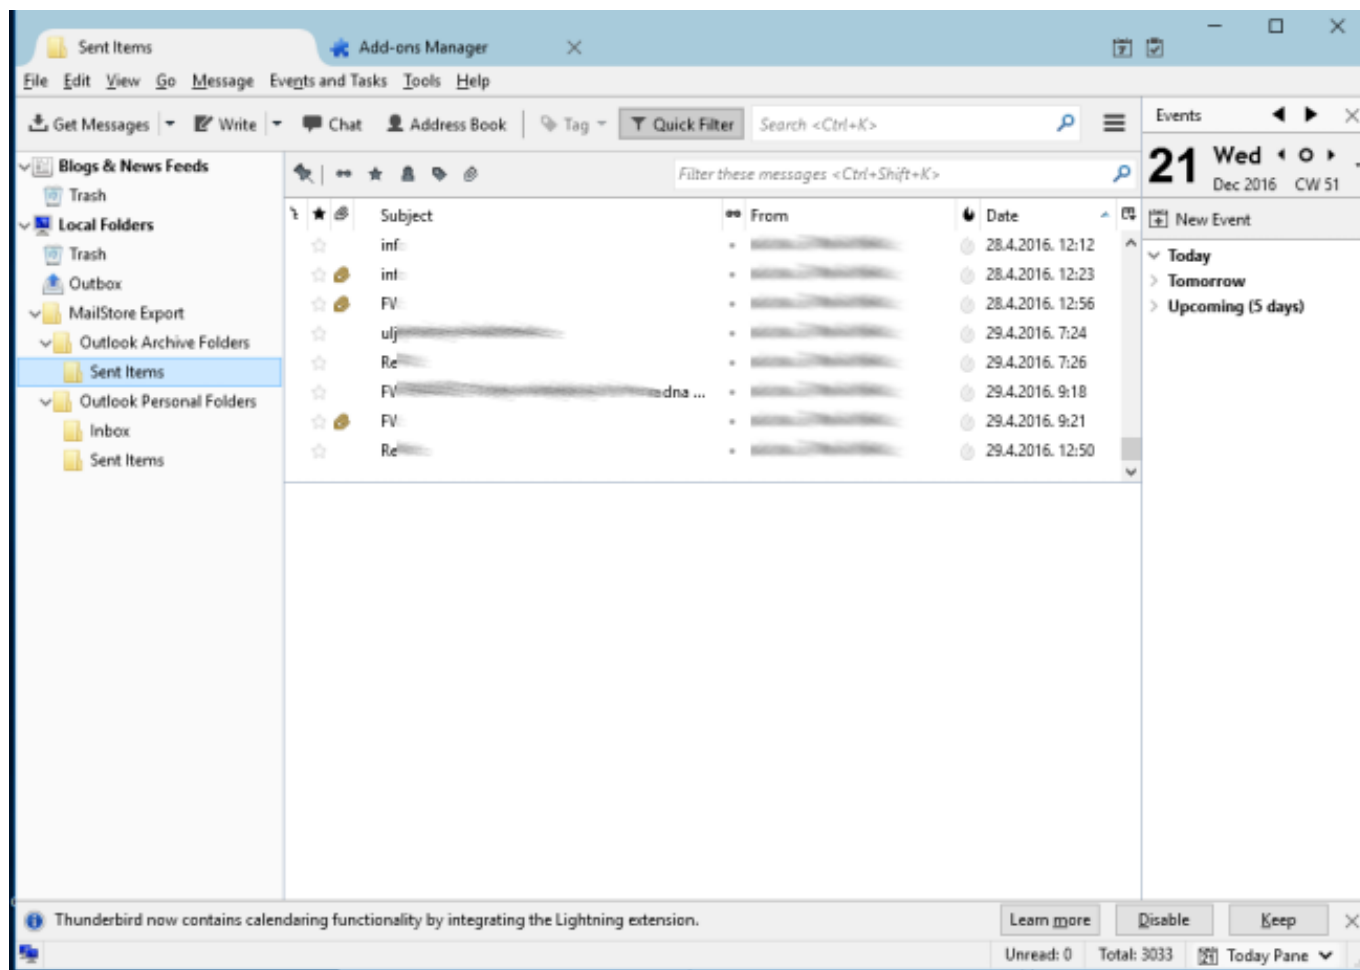 Sent Items Add-ons Manager
File Edit View Go Message Events and Tasks Tools Help
Get Messages Write Chat Address Book Tag Quick Filter Search <Ctrl+K>
Filter these messages <Ctrl+Shift+K>
Blogs & News Feeds
Trash
Local Folders
Trash
Outbox
MailStore Export
Outlook Archive Folders
Sent Items
Outlook Personal Folders
Inbox
Sent Items
Subject From Date
inf 28.4.2016. 12:12
int 28.4.2016. 12:23
FW 28.4.2016. 12:56
ulj 29.4.2016. 7:24
Re 29.4.2016. 7:26
FW dna ... 29.4.2016. 9:18
FW 29.4.2016. 9:21
Re 29.4.2016. 12:50
Events
21 Wed
Dec 2016 CW 51
New Event
Today
Tomorrow
Upcoming (5 days)
Thunderbird now contains calendaring functionality by integrating the Lightning extension. Learn more Disable Keep
Unread: 0 Total: 3033 21 Today Pane